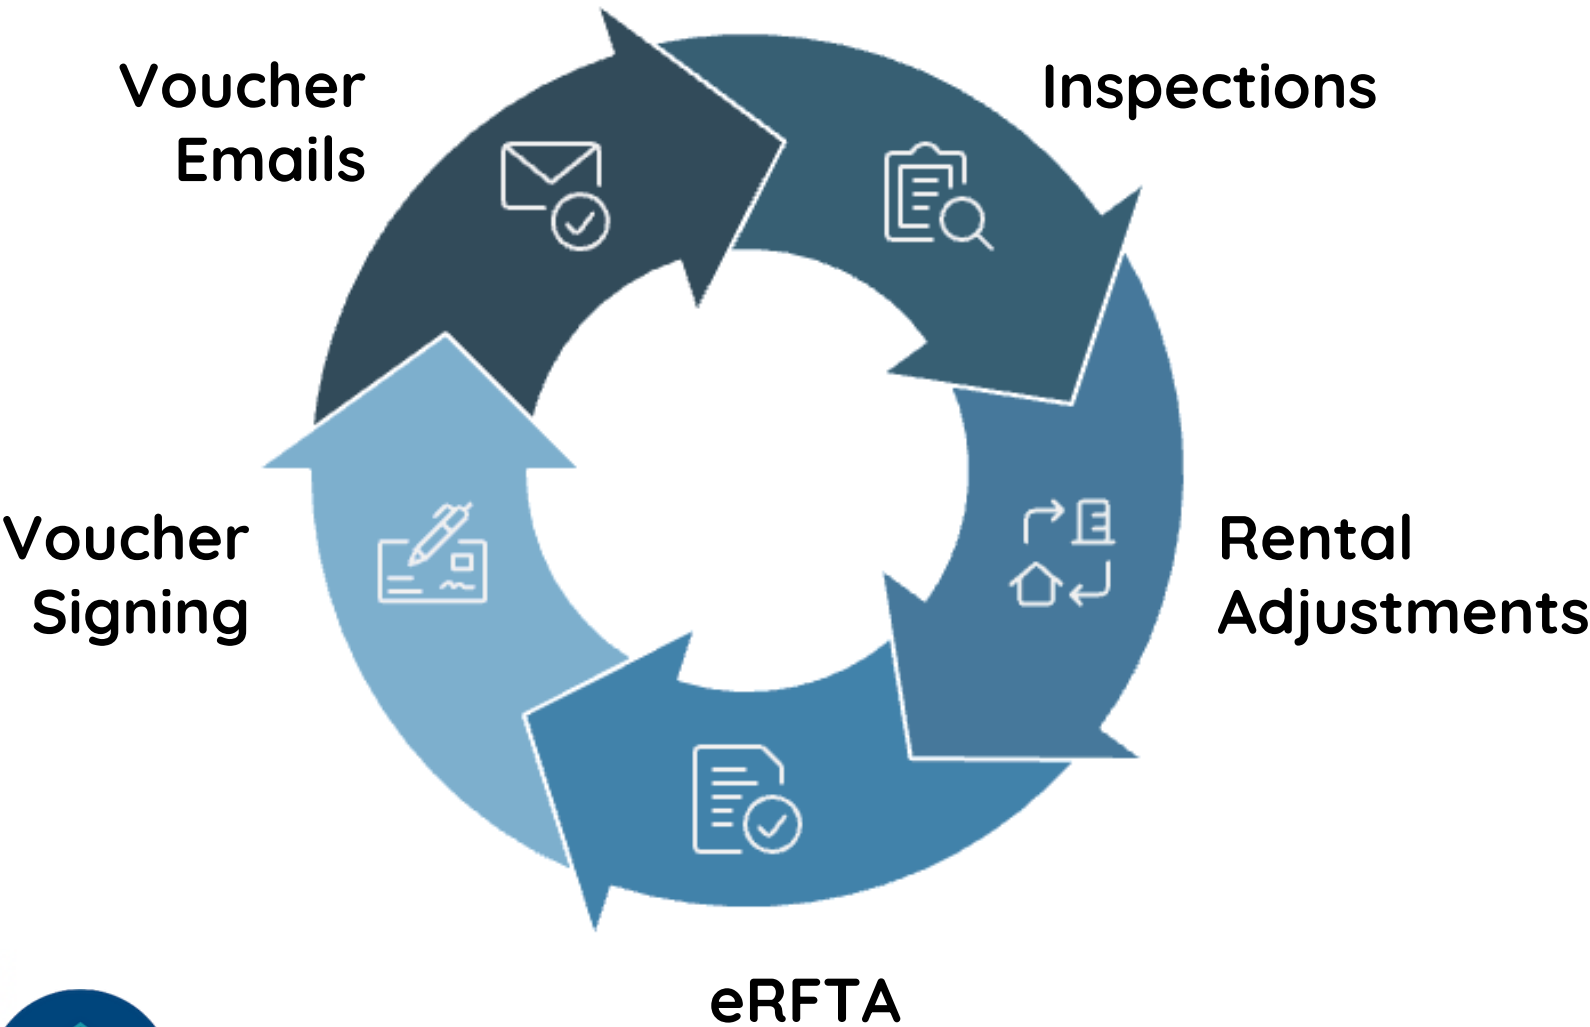 Voucher
Emails
Inspections
Rental
Adjustments
eRFTA
Voucher
Signing